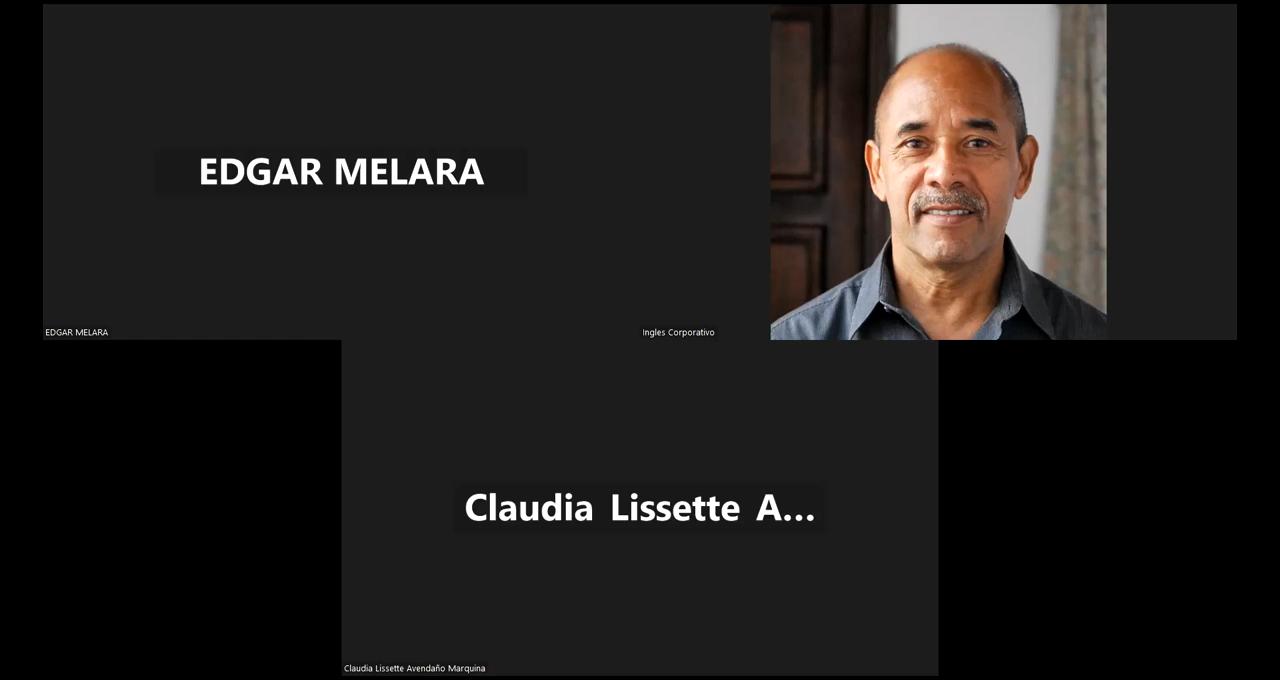 EDGAR MELARA
EDGAR MELARA
Ingles Corporativo
Claudia Lissette A...
Claudia Lissette Avendaño Marquina